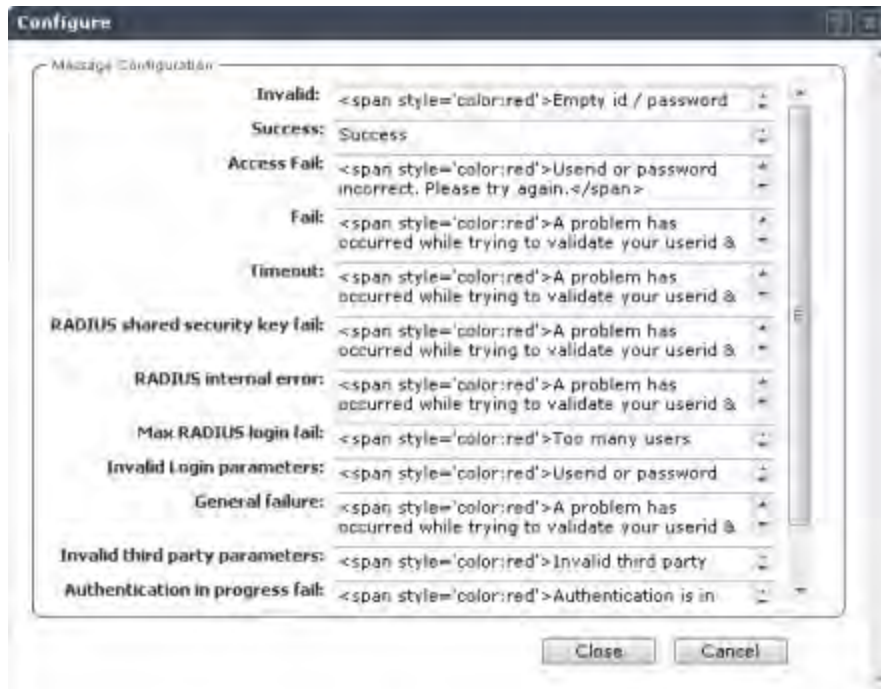 Configure
Message Configuration
Invalid: <span style='color:red'>Empty id / password
Success: Success
Access Fail: <span style='color:red'>Userid or password
incorrect. Please try again.</span>
Fail: <span style='color:red'>A problem has
occurred while trying to validate your userid &
Timeout: <span style='color:red'>A problem has
occurred while trying to validate your userid &
RADIUS shared security key fail: <span style='color:red'>A problem has
occurred while trying to validate your userid &
RADIUS internal error: <span style='color:red'>A problem has
occurred while trying to validate your userid &
Max RADIUS login fail: <span style='color:red'>Too many users
Invalid Login parameters: <span style='color:red'>Userid or password
General failure: <span style='color:red'>A problem has
occurred while trying to validate your userid &
Invalid third party parameters: <span style='color:red'>Invalid third party
Authentication in progress fail: <span style='color:red'>Authentication is in
Close Cancel